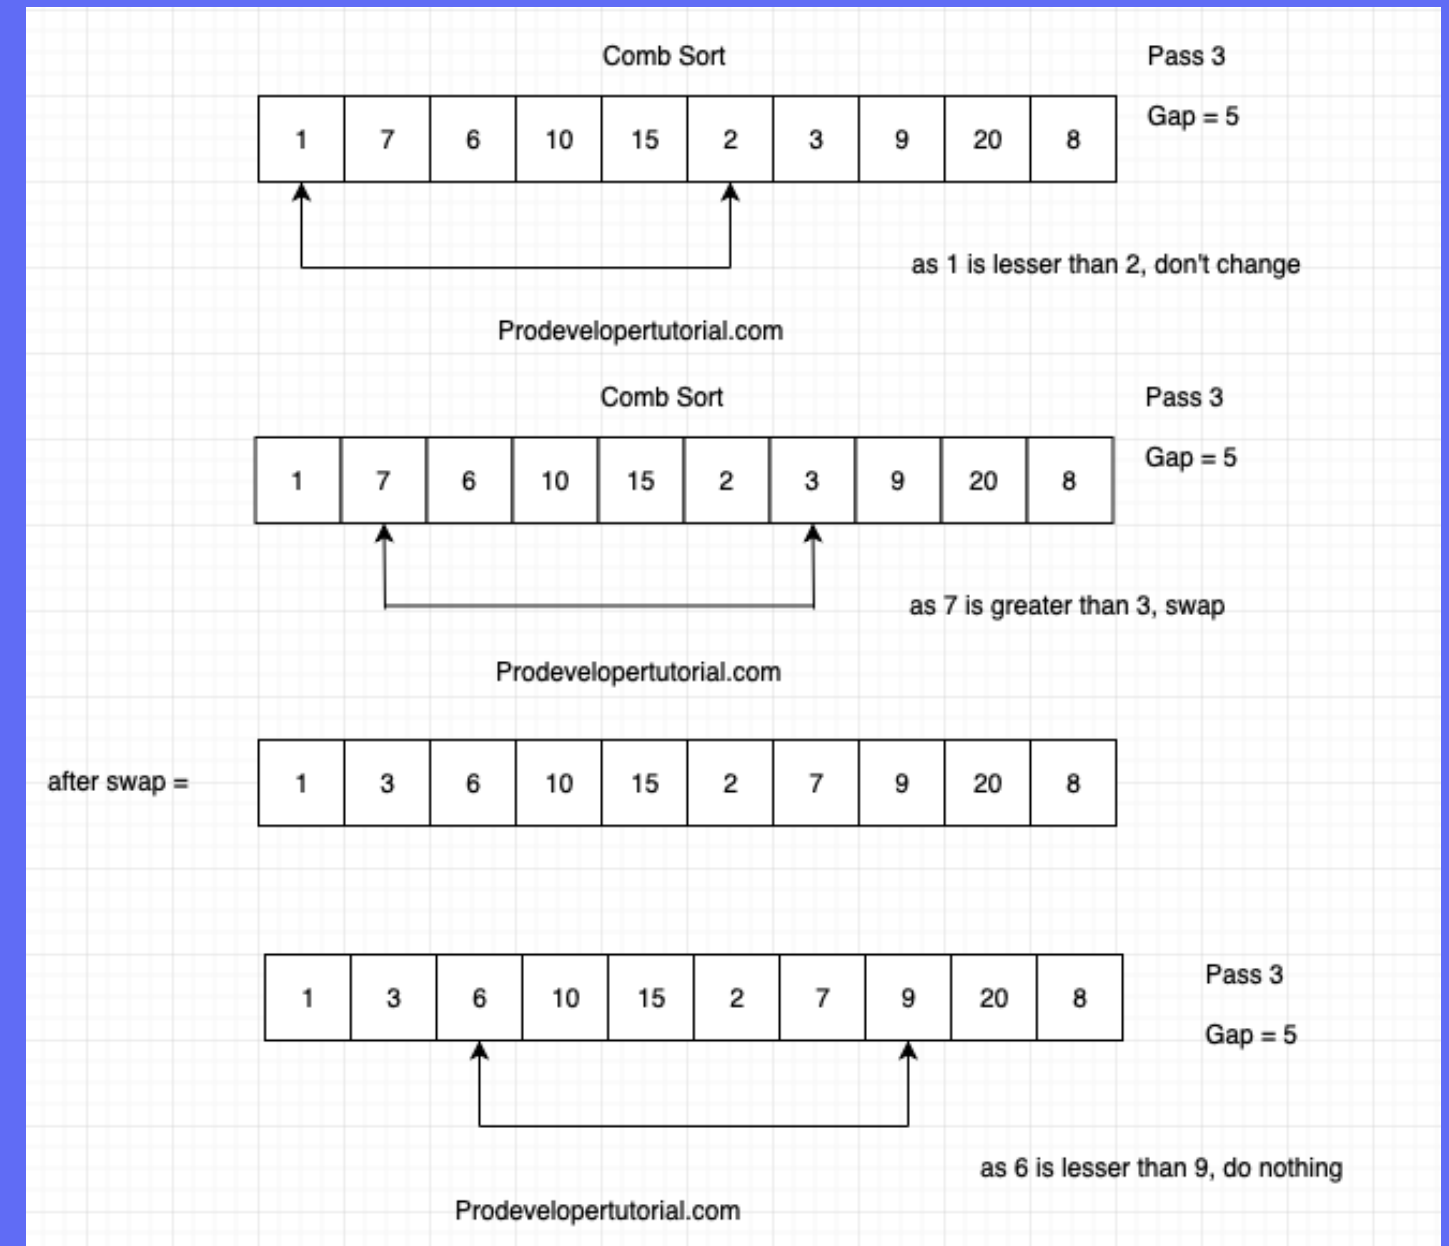 Comb Sort Pass 3
Gap = 5
1 7 6 10 15 2 3 9 20 8
as 1 is lesser than 2, don't change
Prodevelopertutorial.com
Comb Sort Pass 3
Gap = 5
1 7 6 10 15 2 3 9 20 8
as 7 is greater than 3, swap
Prodevelopertutorial.com
after swap = 1 3 6 10 15 2 7 9 20 8
Pass 3
1 3 6 10 15 2 7 9 20 8
Gap = 5
as 6 is lesser than 9, do nothing
Prodevelopertutorial.com